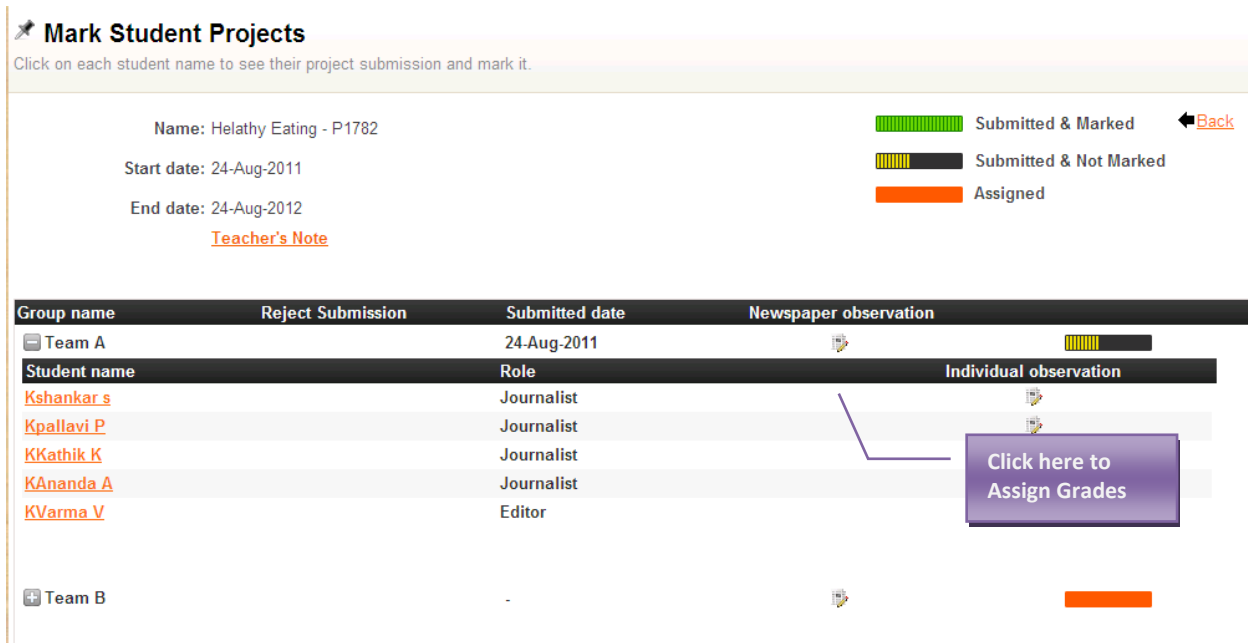 Mark Student Projects
Click on each student name to see their project submission and mark it.
Name: Helathy Eating - P1782
Start date: 24-Aug-2011
End date: 24-Aug-2012
Teacher's Note
Submitted & Marked
Back
Submitted & Not Marked
Assigned
Group name Reject Submission Submitted date Newspaper observation
Team A 24-Aug-2011
Student name Role Individual observation
Kshankar s Journalist
Kpallavi P Journalist
KKathik K Journalist
KAnanda A Journalist
KVarma V Editor
Click here to
Assign Grades
Team B -